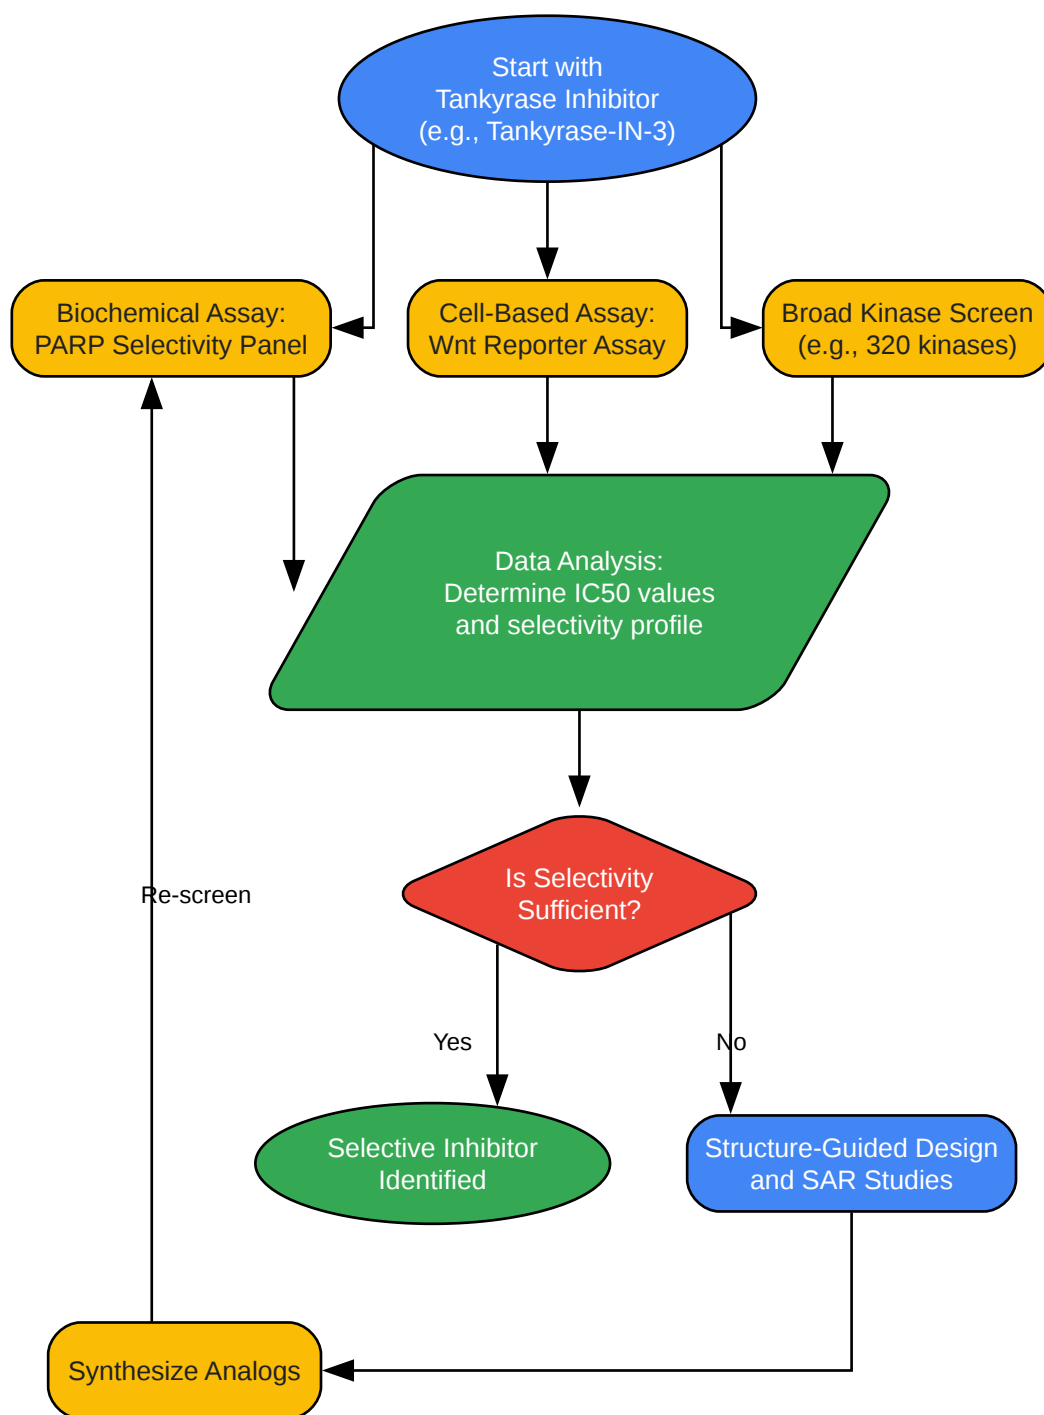 Start with
Tankyrase Inhibitor
(e.g., Tankyrase-IN-3)
Biochemical Assay:
PARP Selectivity Panel
Cell-Based Assay:
Wnt Reporter Assay
Broad Kinase Screen
(e.g., 320 kinases)
Data Analysis:
Determine IC50 values
and selectivity profile
Is Selectivity
Sufficient?
Re-screen
Yes
No
Selective Inhibitor
Identified
Structure-Guided Design
and SAR Studies
Synthesize Analogs